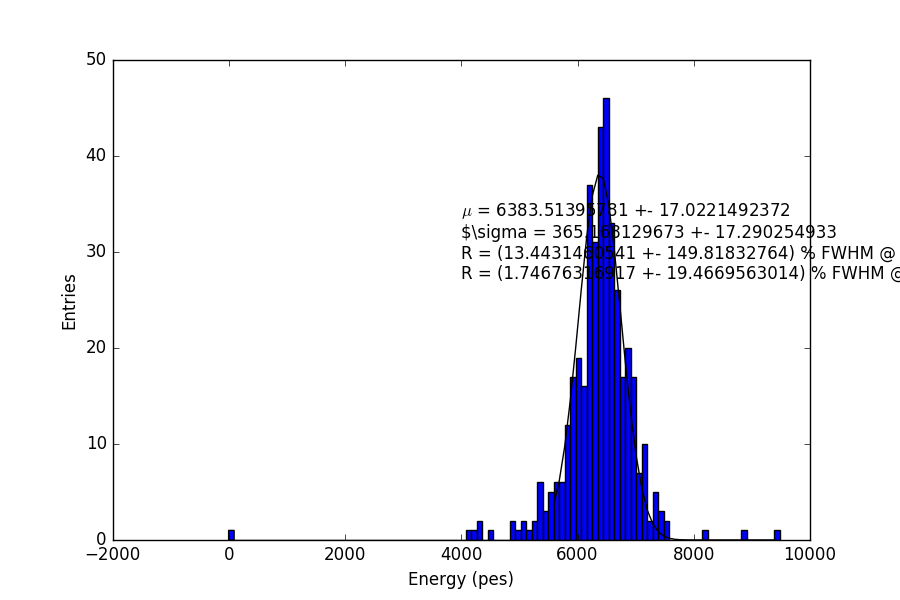 50
40
30
20
10
0
Entries
μ = 6383.51395781 +- 17.0221492372
$\sigma = 365.168129673 +- 17.290254933
R = (13.4431460541 +- 149.81832764) % FWHM @
R = (1.74676316917 +- 19.4669563014) % FWHM @
−2000 0 2000 4000 6000 8000 10000
Energy (pes)